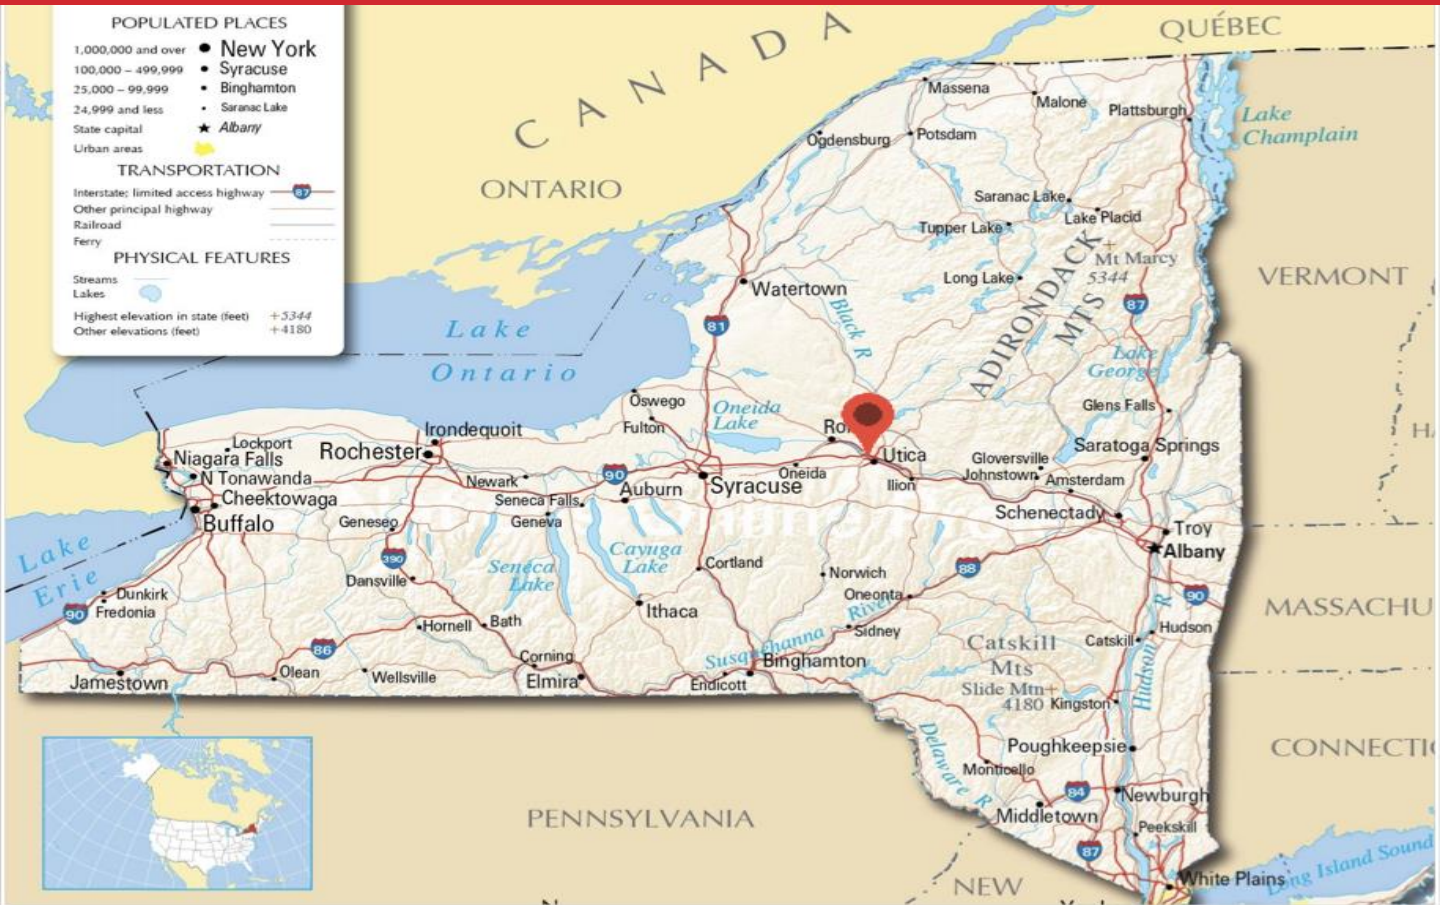 POPULATED PLACES
1,000,000 and over New York
100,000 – 499,999 Syracuse
25,000 – 99,999 Binghamton
24,999 and less Saranac Lake
State capital Albany
Urban areas
TRANSPORTATION
Interstate; limited access highway 87
Other principal highway
Railroad
Ferry
PHYSICAL FEATURES
Streams
Lakes
Highest elevation in state (feet) +5344
Other elevations (feet) +4180
CANADA
QUÉBEC
ONTARIO
Massena
Malone
Plattsburgh
Lake
Champlain
Ogdensburg
Potsdam
Saranac Lake
Lake Placid
Tupper Lake
Mt Marcy
5344
Long Lake
ADIRONDACK
MTS
VERMONT
Watertown
Black R
81
87
Lake
Ontario
Lake
George
Glens Falls
Oswego
Fulton
Oneida
Lake
Utica
Irondequoit
Rochester
Lockport
Niagara Falls
N Tonawanda
Cheektowaga
Buffalo
Newark
90
Seneca Falls
Auburn
Syracuse
Oneida
Ilion
Gloversville
Johnstown
Amsterdam
Saratoga Springs
Schenectady
Troy
Albany
Geneseo
Geneva
Lake
Erie
390
Seneca
Lake
Cayuga
Lake
Cortland
Norwich
88
90
Dansville
Oneonta
Dunkirk
Fredonia
90
Ithaca
River
Sidney
Hornell
Bath
86
Susquehanna
Binghamton
Catskill
Mts
Catskill
Hudson
Hudson R
MASSACHU
Corning
Elmira
Endicott
Olean
Wellsville
Jamestown
Slide Mtn+
4180
Kingston
Delaware R
Poughkeepsie
Monticello
84
Newburgh
Middletown
Peekskill
87
White Plains
CONNECTI
PENNSYLVANIA
NEW
Long Island Sound